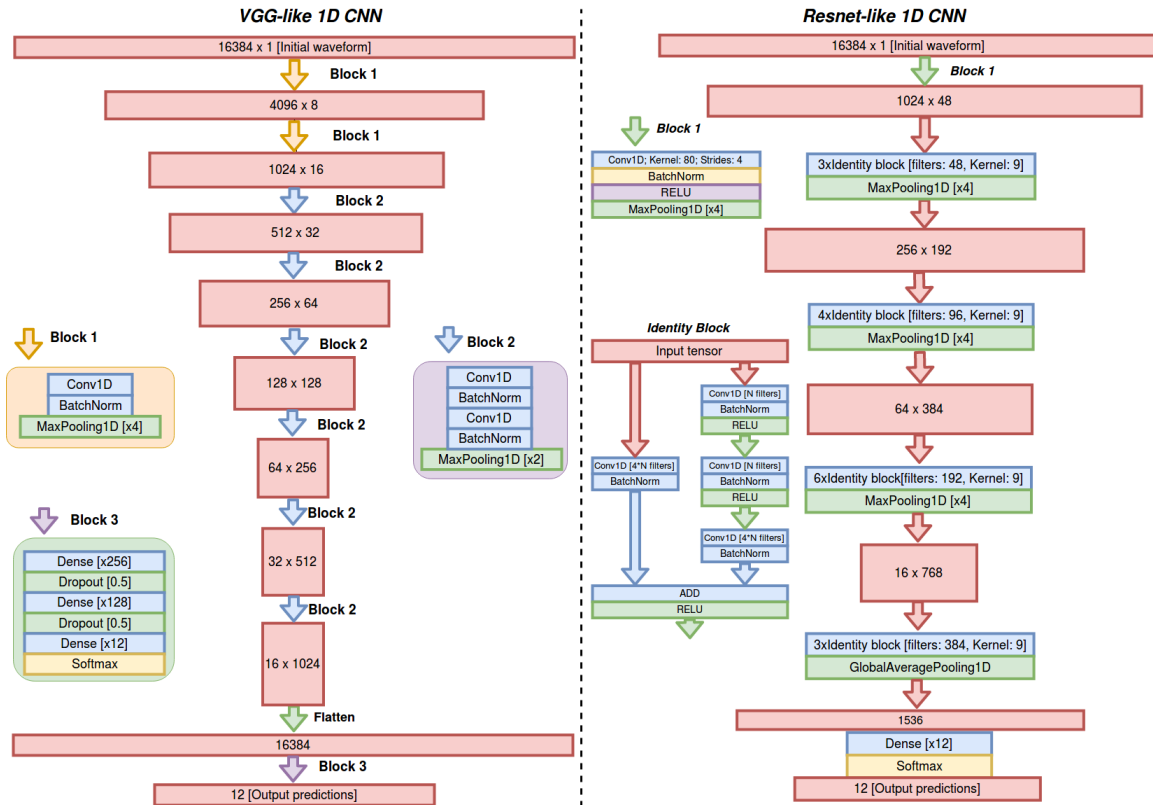 VGG-like 1D CNN
16384 x 1 [Initial waveform]
Block 1
4096 x 8
Block 1
1024 x 16
Block 2
512 x 32
Block 2
256 x 64
Block 2
128 x 128
Block 2
64 x 256
Block 2
32 x 512
Block 2
16 x 1024
Flatten
16384
Block 3
12 [Output predictions]
Block 1
Conv1D
BatchNorm
MaxPooling1D [x4]
Block 2
Conv1D
BatchNorm
Conv1D
BatchNorm
MaxPooling1D [x2]
Block 3
Dense [x256]
Dropout [0.5]
Dense [x128]
Dropout [0.5]
Dense [x12]
Softmax
Resnet-like 1D CNN
16384 x 1 [Initial waveform]
Block 1
1024 x 48
3xIdentity block [filters: 48, Kernel: 9]
MaxPooling1D [x4]
256 x 192
4xIdentity block [filters: 96, Kernel: 9]
MaxPooling1D [x4]
64 x 384
6xIdentity block[filters: 192, Kernel: 9]
MaxPooling1D [x4]
16 x 768
3xIdentity block [filters: 384, Kernel: 9]
GlobalAveragePooling1D
1536
Dense [x12]
Softmax
12 [Output predictions]
Block 1
Conv1D; Kernel: 80; Strides: 4
BatchNorm
RELU
MaxPooling1D [x4]
Identity Block
Input tensor
Conv1D [4*N filters]
BatchNorm
Conv1D [N filters]
BatchNorm
RELU
Conv1D [N filters]
BatchNorm
RELU
Conv1D [4*N filters]
BatchNorm
ADD
RELU